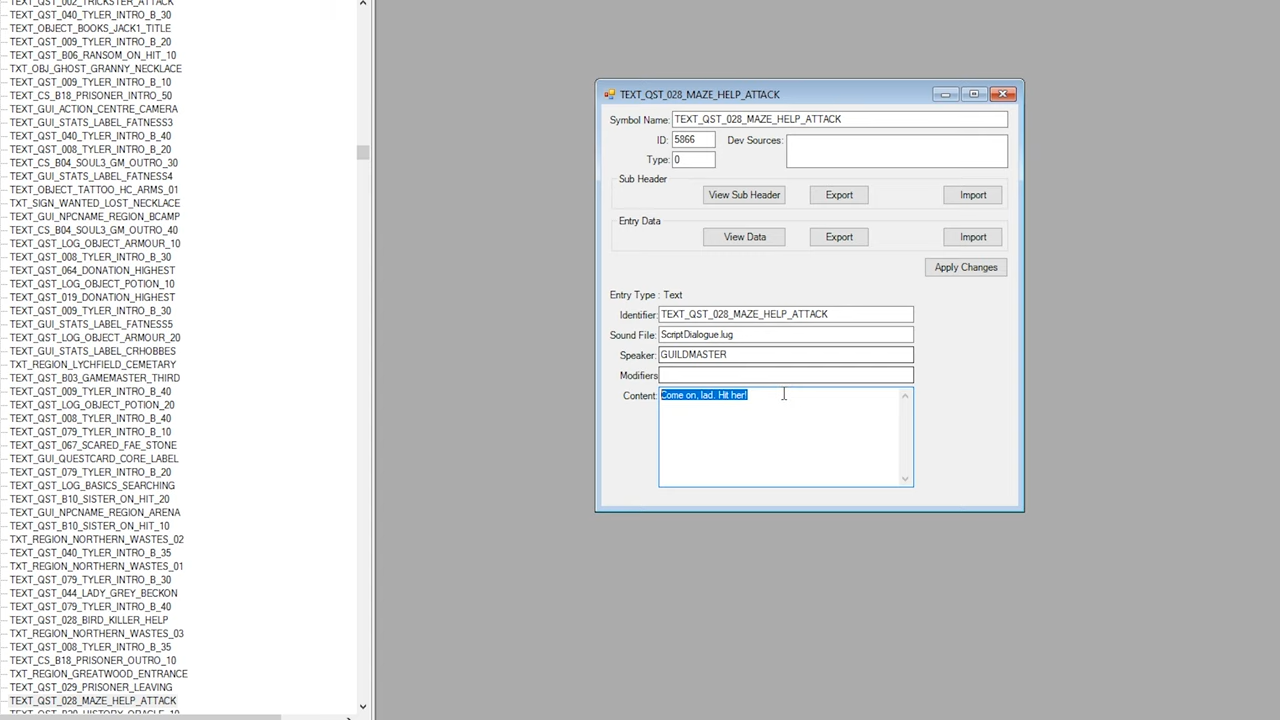 TEXT_QST_002_TRICKSTER_ATTACK
TEXT_QST_040_TYLER_INTRO_B_30
TEXT_OBJECT_BOOKS_JACK1_TITLE
TEXT_QST_009_TYLER_INTRO_B_20
TEXT_QST_B06_RANSOM_ON_HIT_10
TXT_OBJ_GHOST_GRANNY_NECKLACE
TEXT_QST_009_TYLER_INTRO_B_10
TEXT_CS_B18_PRISONER_INTRO_50
TEXT_GUI_ACTION_CENTRE_CAMERA
TEXT_GUI_STATS_LABEL_FATNESS3
TEXT_QST_040_TYLER_INTRO_B_40
TEXT_QST_008_TYLER_INTRO_B_20
TEXT_CS_B04_SOUL3_GM_OUTRO_30
TEXT_GUI_STATS_LABEL_FATNESS4
TEXT_OBJECT_TATTOO_HC_ARMS_01
TXT_SIGN_WANTED_LOST_NECKLACE
TEXT_GUI_NPCNAME_REGION_BCAMP
TEXT_CS_B04_SOUL3_GM_OUTRO_40
TEXT_QST_LOG_OBJECT_ARMOUR_10
TEXT_QST_008_TYLER_INTRO_B_30
TEXT_QST_064_DONATION_HIGHEST
TEXT_QST_LOG_OBJECT_POTION_10
TEXT_QST_019_DONATION_HIGHEST
TEXT_QST_009_TYLER_INTRO_B_30
TEXT_GUI_STATS_LABEL_FATNESS5
TEXT_QST_LOG_OBJECT_ARMOUR_20
TEXT_GUI_STATS_LABEL_CRHOBBES
TXT_REGION_LYCHFIELD_CEMETARY
TEXT_QST_B03_GAMEMASTER_THIRD
TEXT_QST_009_TYLER_INTRO_B_40
TEXT_QST_LOG_OBJECT_POTION_20
TEXT_QST_008_TYLER_INTRO_B_40
TEXT_QST_079_TYLER_INTRO_B_10
TEXT_QST_067_SCARED_FAE_STONE
TEXT_GUI_QUESTCARD_CORE_LABEL
TEXT_QST_079_TYLER_INTRO_B_20
TEXT_QST_LOG_BASICS_SEARCHING
TEXT_QST_B10_SISTER_ON_HIT_20
TEXT_GUI_NPCNAME_REGION_ARENA
TEXT_QST_B10_SISTER_ON_HIT_10
TXT_REGION_NORTHERN_WASTES_02
TEXT_QST_040_TYLER_INTRO_B_35
TXT_REGION_NORTHERN_WASTES_01
TEXT_QST_079_TYLER_INTRO_B_30
TEXT_QST_044_LADY_GREY_BECKON
TEXT_QST_079_TYLER_INTRO_B_40
TEXT_QST_028_BIRD_KILLER_HELP
TXT_REGION_NORTHERN_WASTES_03
TEXT_QST_008_TYLER_INTRO_B_35
TEXT_CS_B18_PRISONER_OUTRO_10
TXT_REGION_GREATWOOD_ENTRANCE
TEXT_QST_029_PRISONER_LEAVING
TEXT_QST_028_MAZE_HELP_ATTACK
TEXT_QST_028_MAZE_HELP_ATTACK
Symbol Name: TEXT_QST_028_MAZE_HELP_ATTACK
ID: 5866 Dev Sources:
Type: 0
Sub Header
View Sub Header Export Import
Entry Data
View Data Export Import
Apply Changes
Entry Type : Text
Identifier: TEXT_QST_028_MAZE_HELP_ATTACK
Sound File: ScriptDialogue.lug
Speaker: GUILDMASTER
Modifiers
Content: Come on, lad. Hit her!